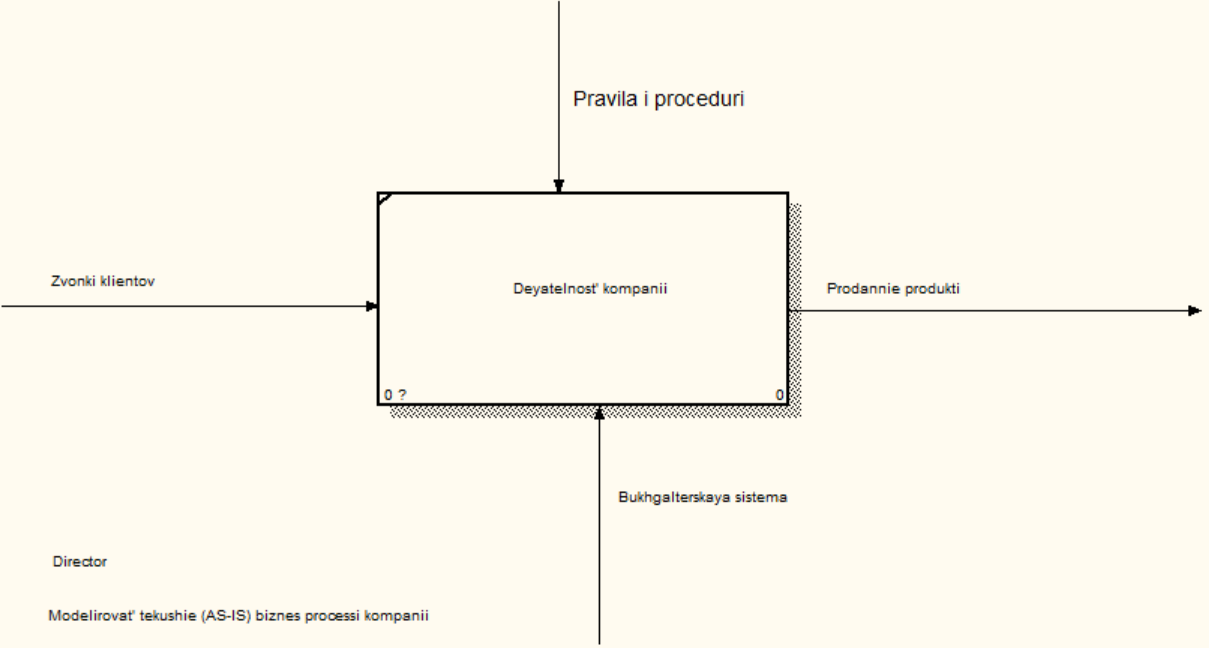 Pravila i proceduri
Zvonki klientov
Deyatelnost' kompanii
Prodannie produkti
0 ?
0
Bukhgalterskaya sistema
Director
Modelirovat' tekushie (AS-IS) biznes processi kompanii